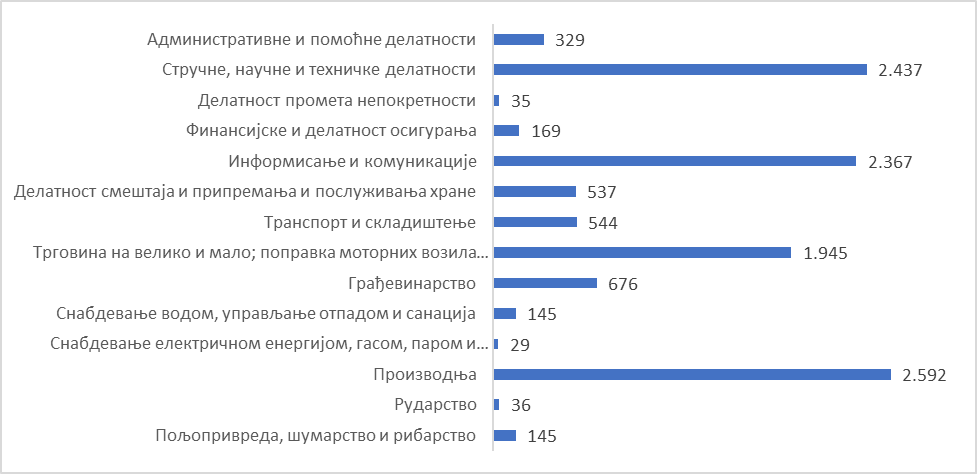 Административне и помоћне делатности 329
Стручне, научне и техничке делатности 2.437
Делатност промета непокретности 35
Финансијске и делатност осигурања 169
Информисање и комуникације 2.367
Делатност смештаја и припремања и послуживања хране 537
Транспорт и складиштење 544
Трговина на велико и мало; поправка моторних возила… 1.945
Грађевинарство 676
Снабдевање водом, управљање отпадом и санација 145
Снабдевање електричном енергијом, гасом, паром и… 29
Производња 2.592
Рударство 36
Пољопривреда, шумарство и рибарство 145